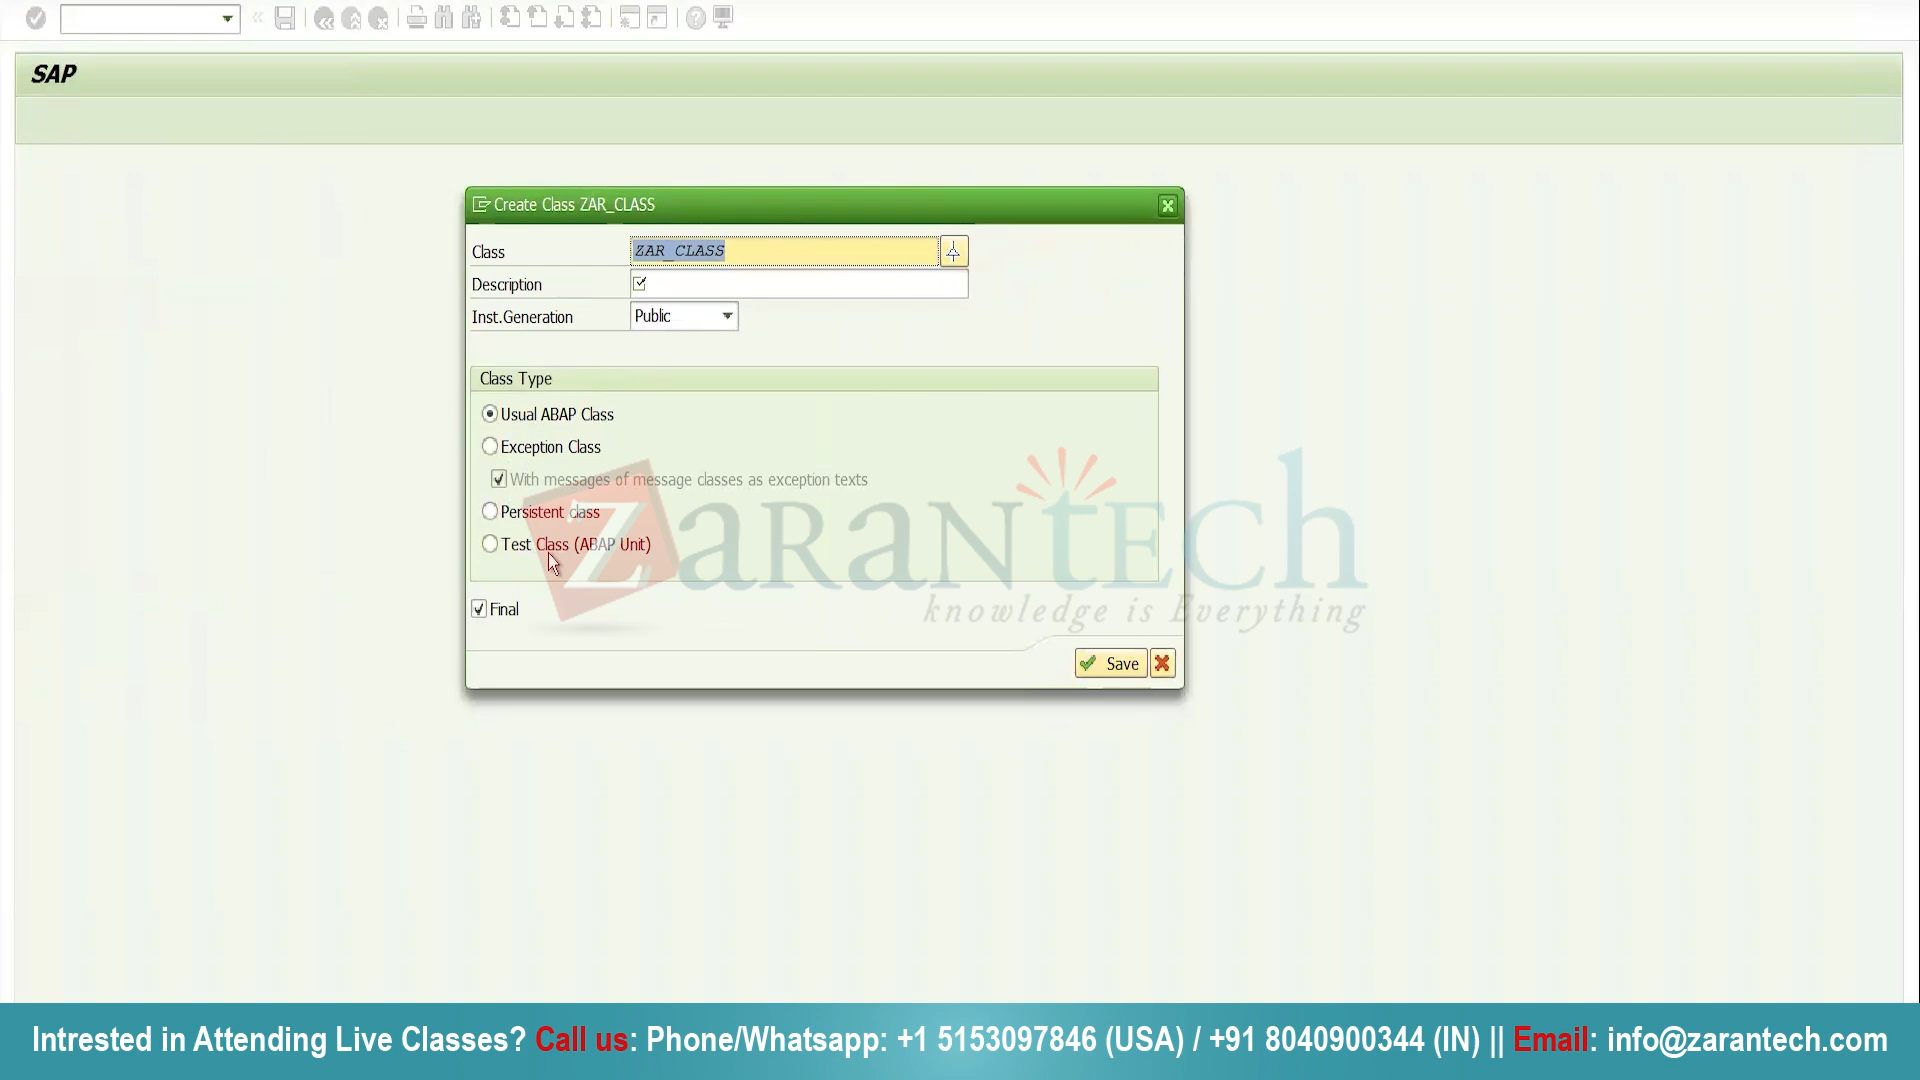 SAP
Create Class ZAR_CLASS
Class ZAR_CLASS
Description
Inst.Generation Public
Class Type
Usual ABAP Class
Exception Class
With messages of message classes as exception texts
Persistent class
Test Class (ABAP Unit)
zaranTECH
knowledge is Everything
Final
Save
Intrested in Attending Live Classes? Call us: Phone/Whatsapp: +1 5153097846 (USA) / +91 8040900344 (IN) || Email: info@zarantech.com